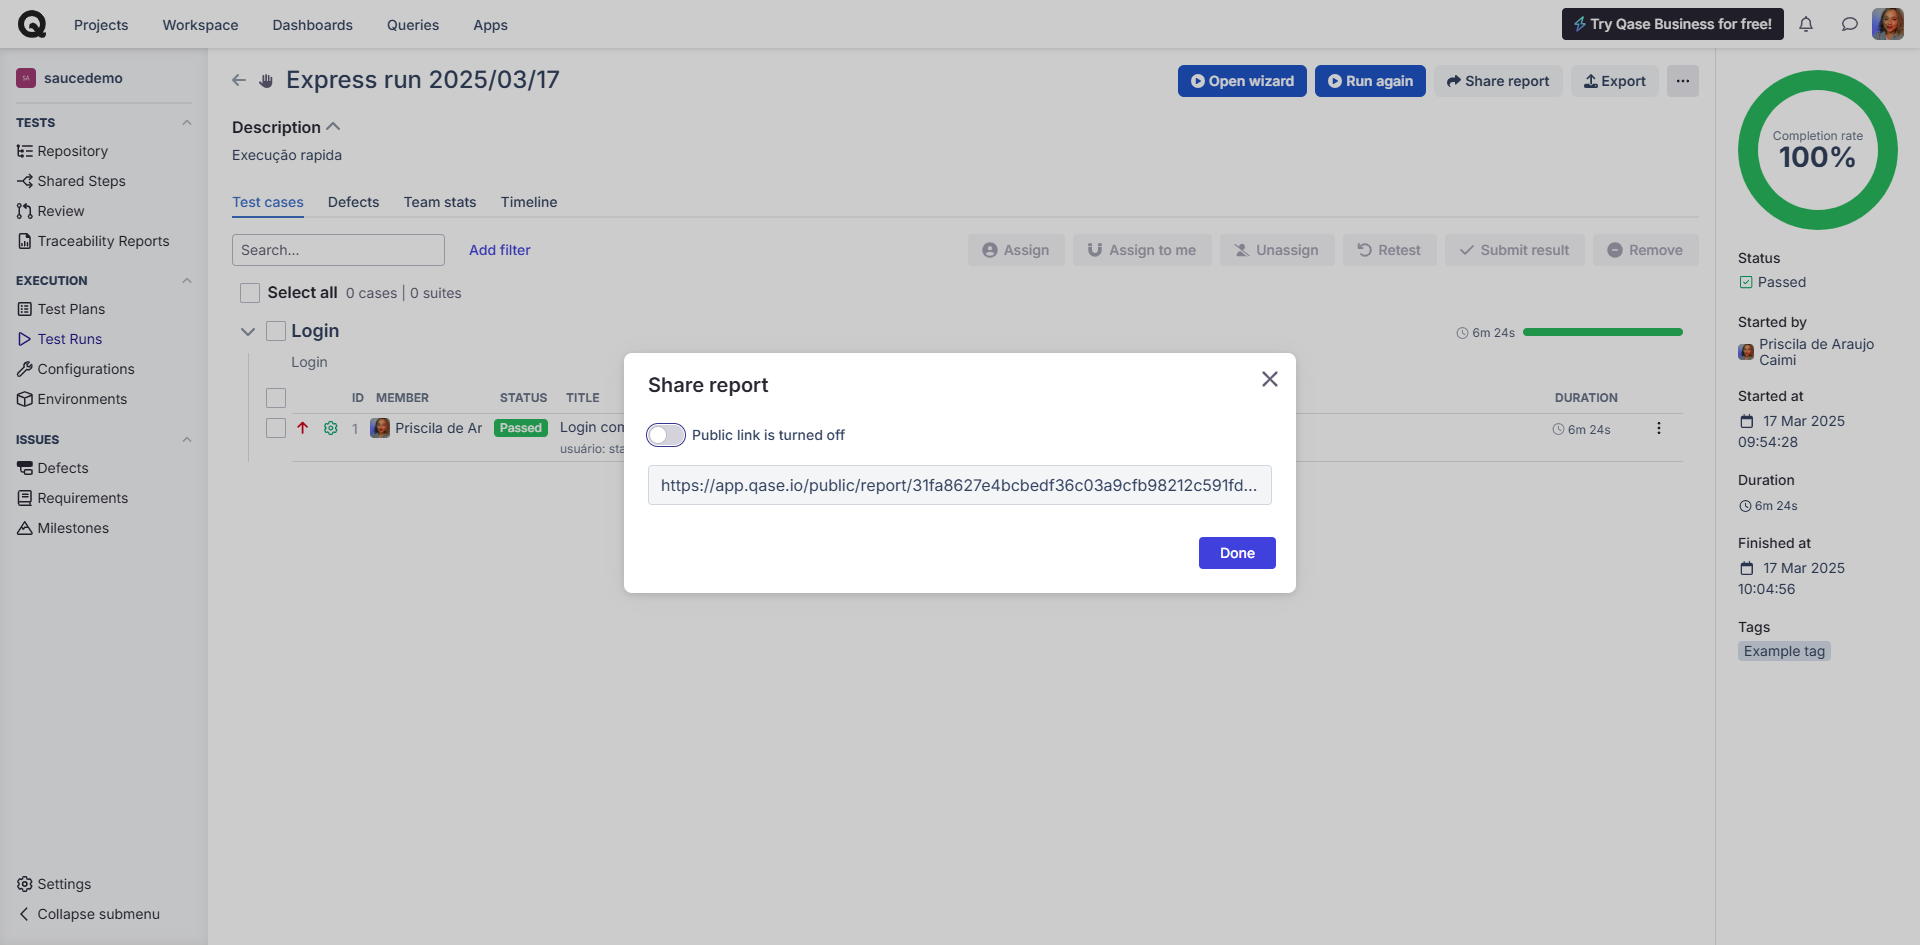 Projects Workspace Dashboards Queries Apps
Try Qase Business for free!
SA saucedemo
TESTS
Repository
Shared Steps
Review
Traceability Reports
EXECUTION
Test Plans
Test Runs
Configurations
Environments
ISSUES
Defects
Requirements
Milestones
Settings
Collapse submenu
Express run 2025/03/17
Open wizard Run again Share report Export
Description
Execução rapida
Test cases Defects Team stats Timeline
Search... Add filter
Assign Assign to me Unassign Retest Submit result Remove
Select all 0 cases | 0 suites
Login
6m 24s
Login
ID MEMBER STATUS TITLE DURATION
1 Priscila de Ar Passed Login com 6m 24s
usuário: sta
Share report
Public link is turned off
https://app.qase.io/public/report/31fa8627e4bcbedf36c03a9cfb98212c591fd...
Done
Completion rate
100%
Status
Passed
Started by
Priscila de Araujo
Caimi
Started at
17 Mar 2025
09:54:28
Duration
6m 24s
Finished at
17 Mar 2025
10:04:56
Tags
Example tag